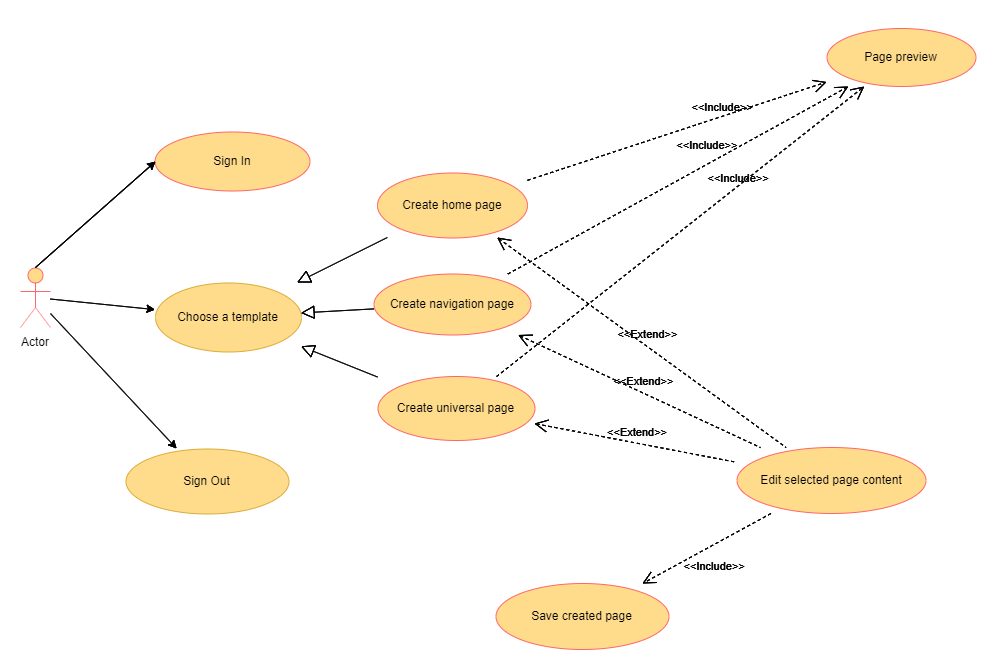 Page preview
<<Include>>
<<Include>>
Sign In
<<Include>>
Create home page
Create navigation page
Choose a template
Actor
<<Extend>>
<<Extend>>
Create universal page
<<Extend>>
Sign Out
Edit selected page content
<<Include>>
Save created page